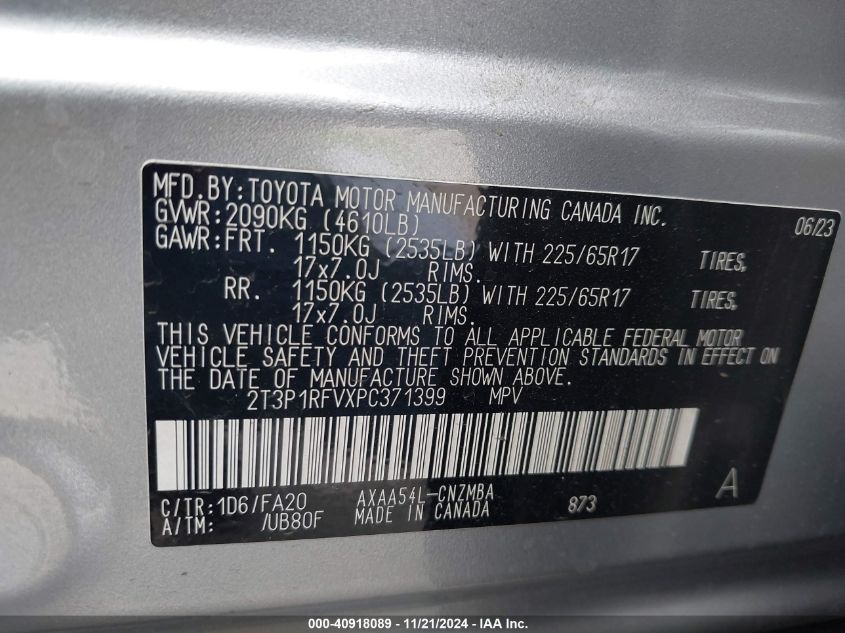 MFD.BY:TOYOTA MOTOR MANUFACTURING CANADA INC. 06/23
GVWR:2090KG (4610LB)
GAWR:FRT. 1150KG (2535LB) WITH 225/65R17 TIRES,
17x7.0J RIMS.
RR. 1150KG (2535LB) WITH 225/65R17 TIRES,
17x7.0J RIMS.
THIS VEHICLE CONFORMS TO ALL APPLICABLE FEDERAL MOTOR
VEHICLE SAFETY AND THEFT PREVENTION STANDARDS IN EFFECT ON
THE DATE OF MANUFACTURE SHOWN ABOVE.
2T3P1RFVXPC371399 MPV
C/TR:1D6/FA20 AXAA54L-CNZMBA 873 A
A/TM: /UB80F MADE IN CANADA
000-40918089 - 11/21/2024 - IAA Inc.